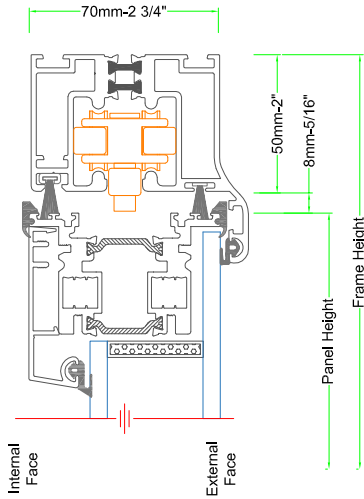 70mm-2 3/4"
50mm-2"
8mm-5/16"
Panel Height
Frame Height
Internal
Face
External
Face